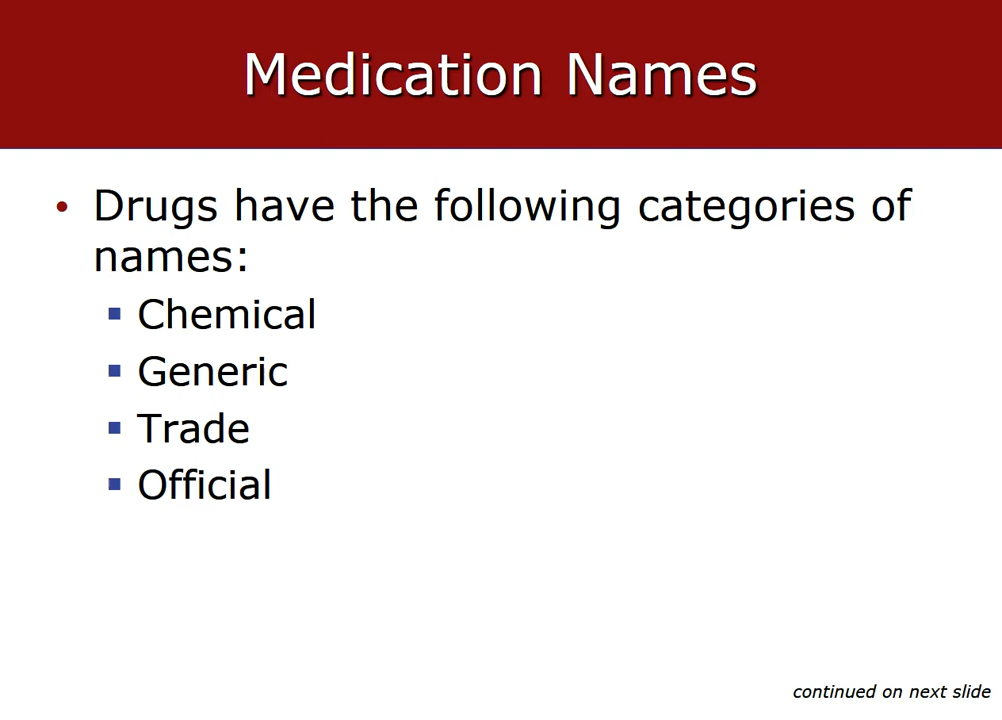 Medication Names
• Drugs have the following categories of
names:
▪ Chemical
▪ Generic
▪ Trade
▪ Official
continued on next slide